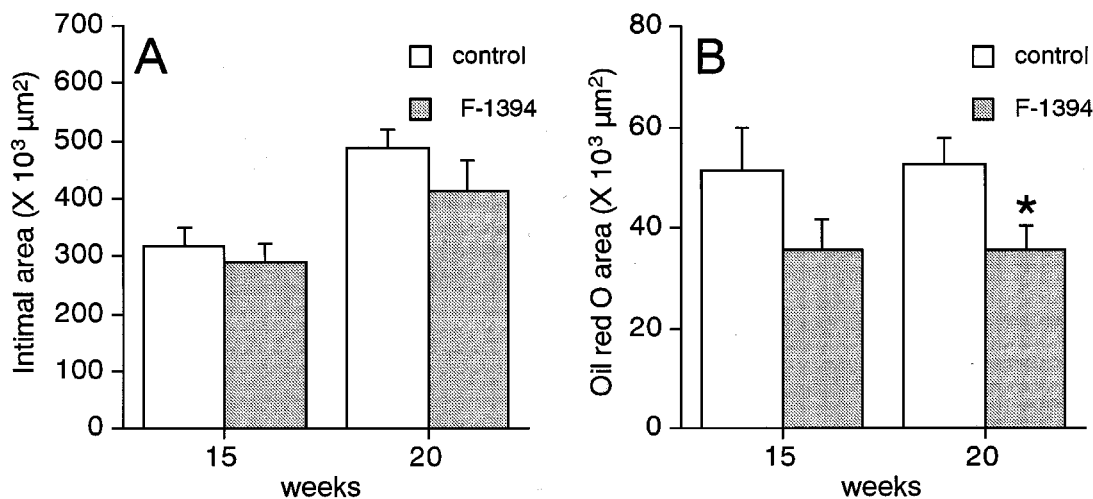 A
Intimal area (X 10³ µm²)
700
600
500
400
300
200
100
0
control
F-1394
15
20
weeks
B
Oil red O area (X 10³ µm²)
80
60
40
20
0
control
F-1394
*
15
20
weeks